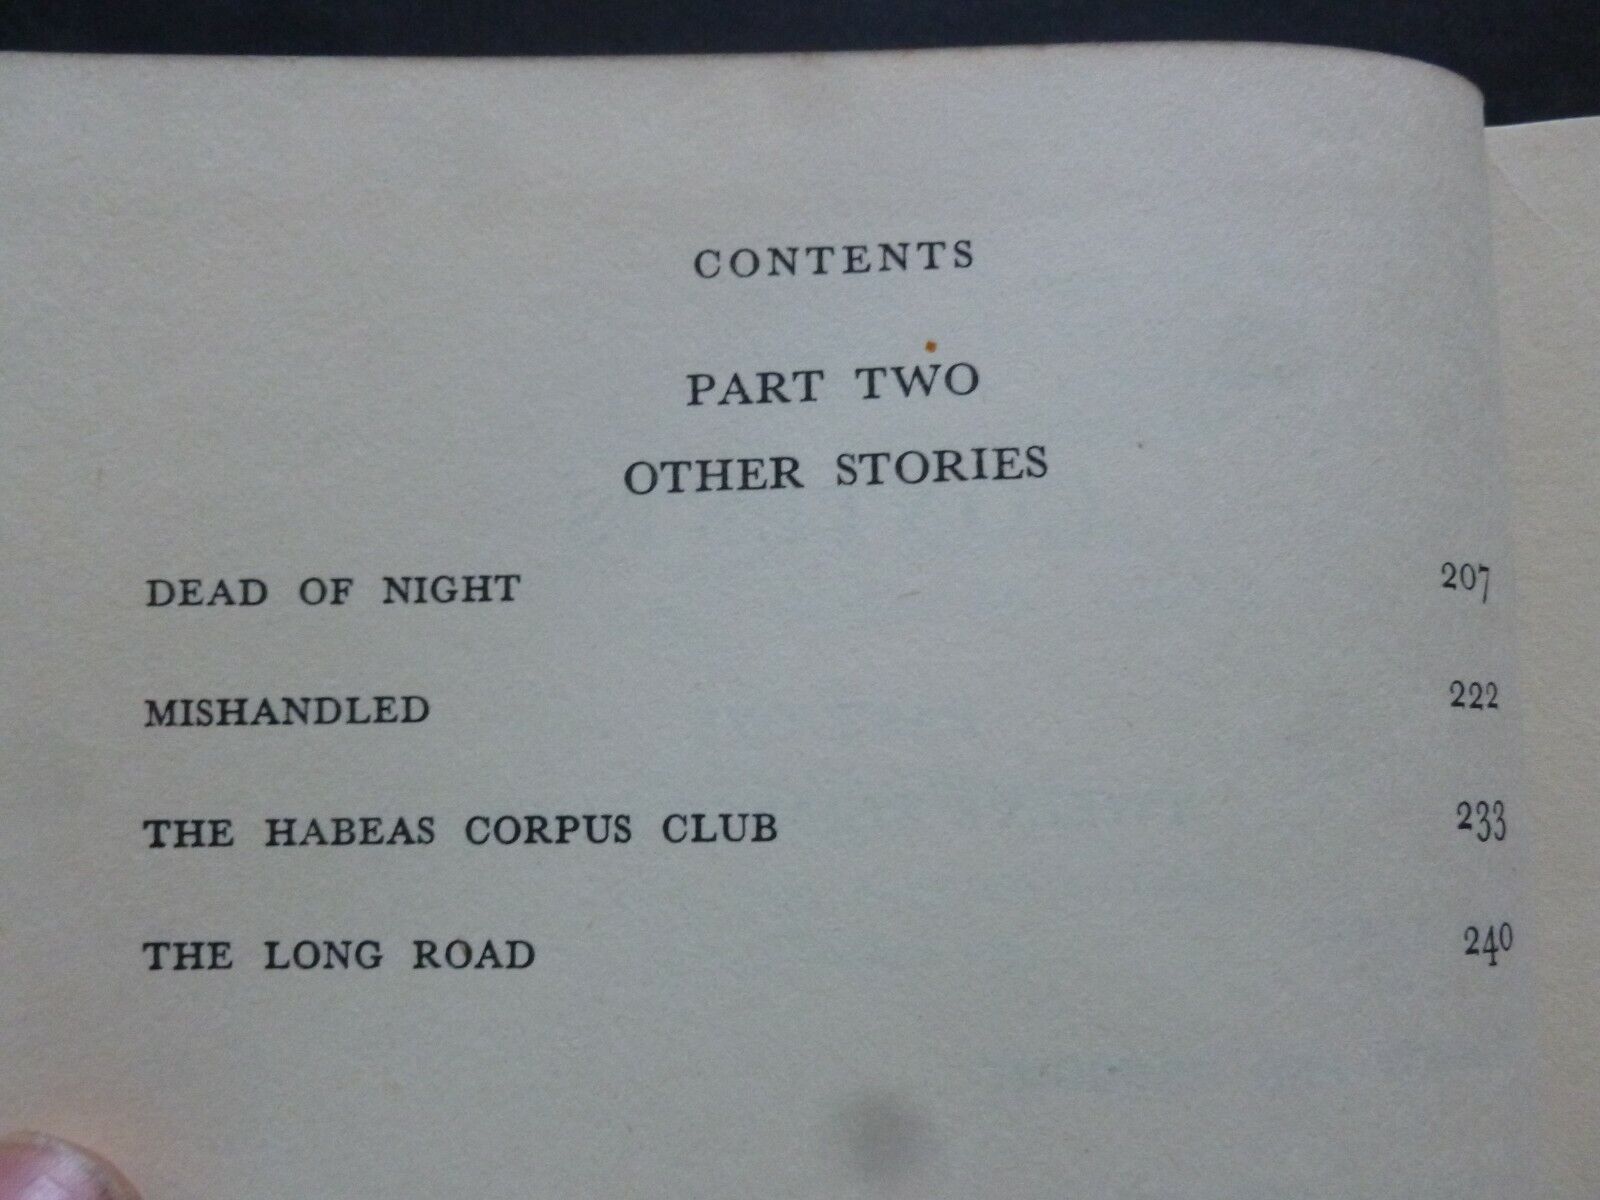 CONTENTS
PART TWO
OTHER STORIES
DEAD OF NIGHT 207
MISHANDLED 222
THE HABEAS CORPUS CLUB 233
THE LONG ROAD 240